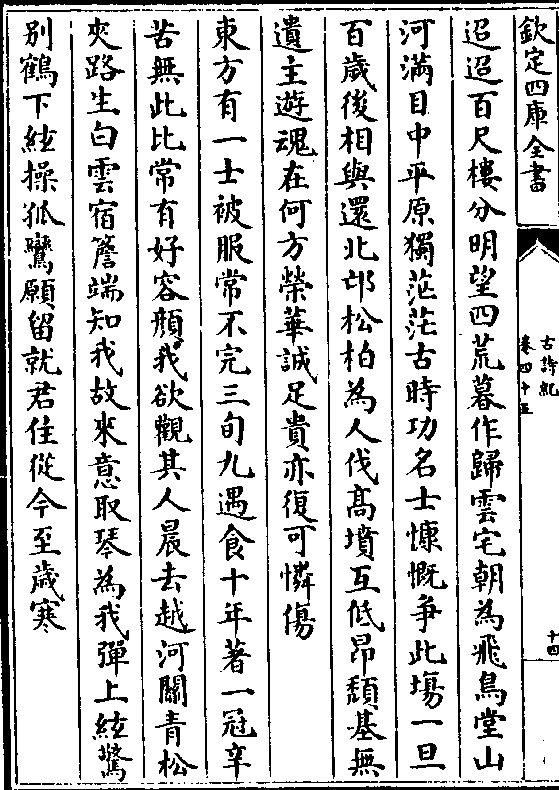 欽定四庫全書
古詩紀
卷四十五
十四
迢迢百尺樓分明望四荒暮作歸雲宅朝為飛鳥堂山
河滿目中平原獨茫茫古時功名士慷慨爭此塲一旦
百歲後相與還北邙松柏為人伐髙墳互低昂頽基無
遺主遊魂在何方榮華誠足貴亦復可憐傷
東方有一士被服常不完三旬九遇食十年著一冠辛
苦無此比常有好容顔我欲觀其人晨去越河關青松
夾路生白雲宿簷端知我故來意取琴為我彈上絃驚
别鶴下絃操孤鸞願留就君住從今至歳寒